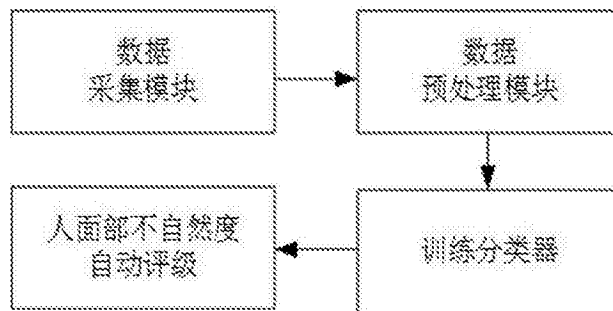 数据
采集模块
数据
预处理模块
训练分类器
人面部不自然度
自动评级